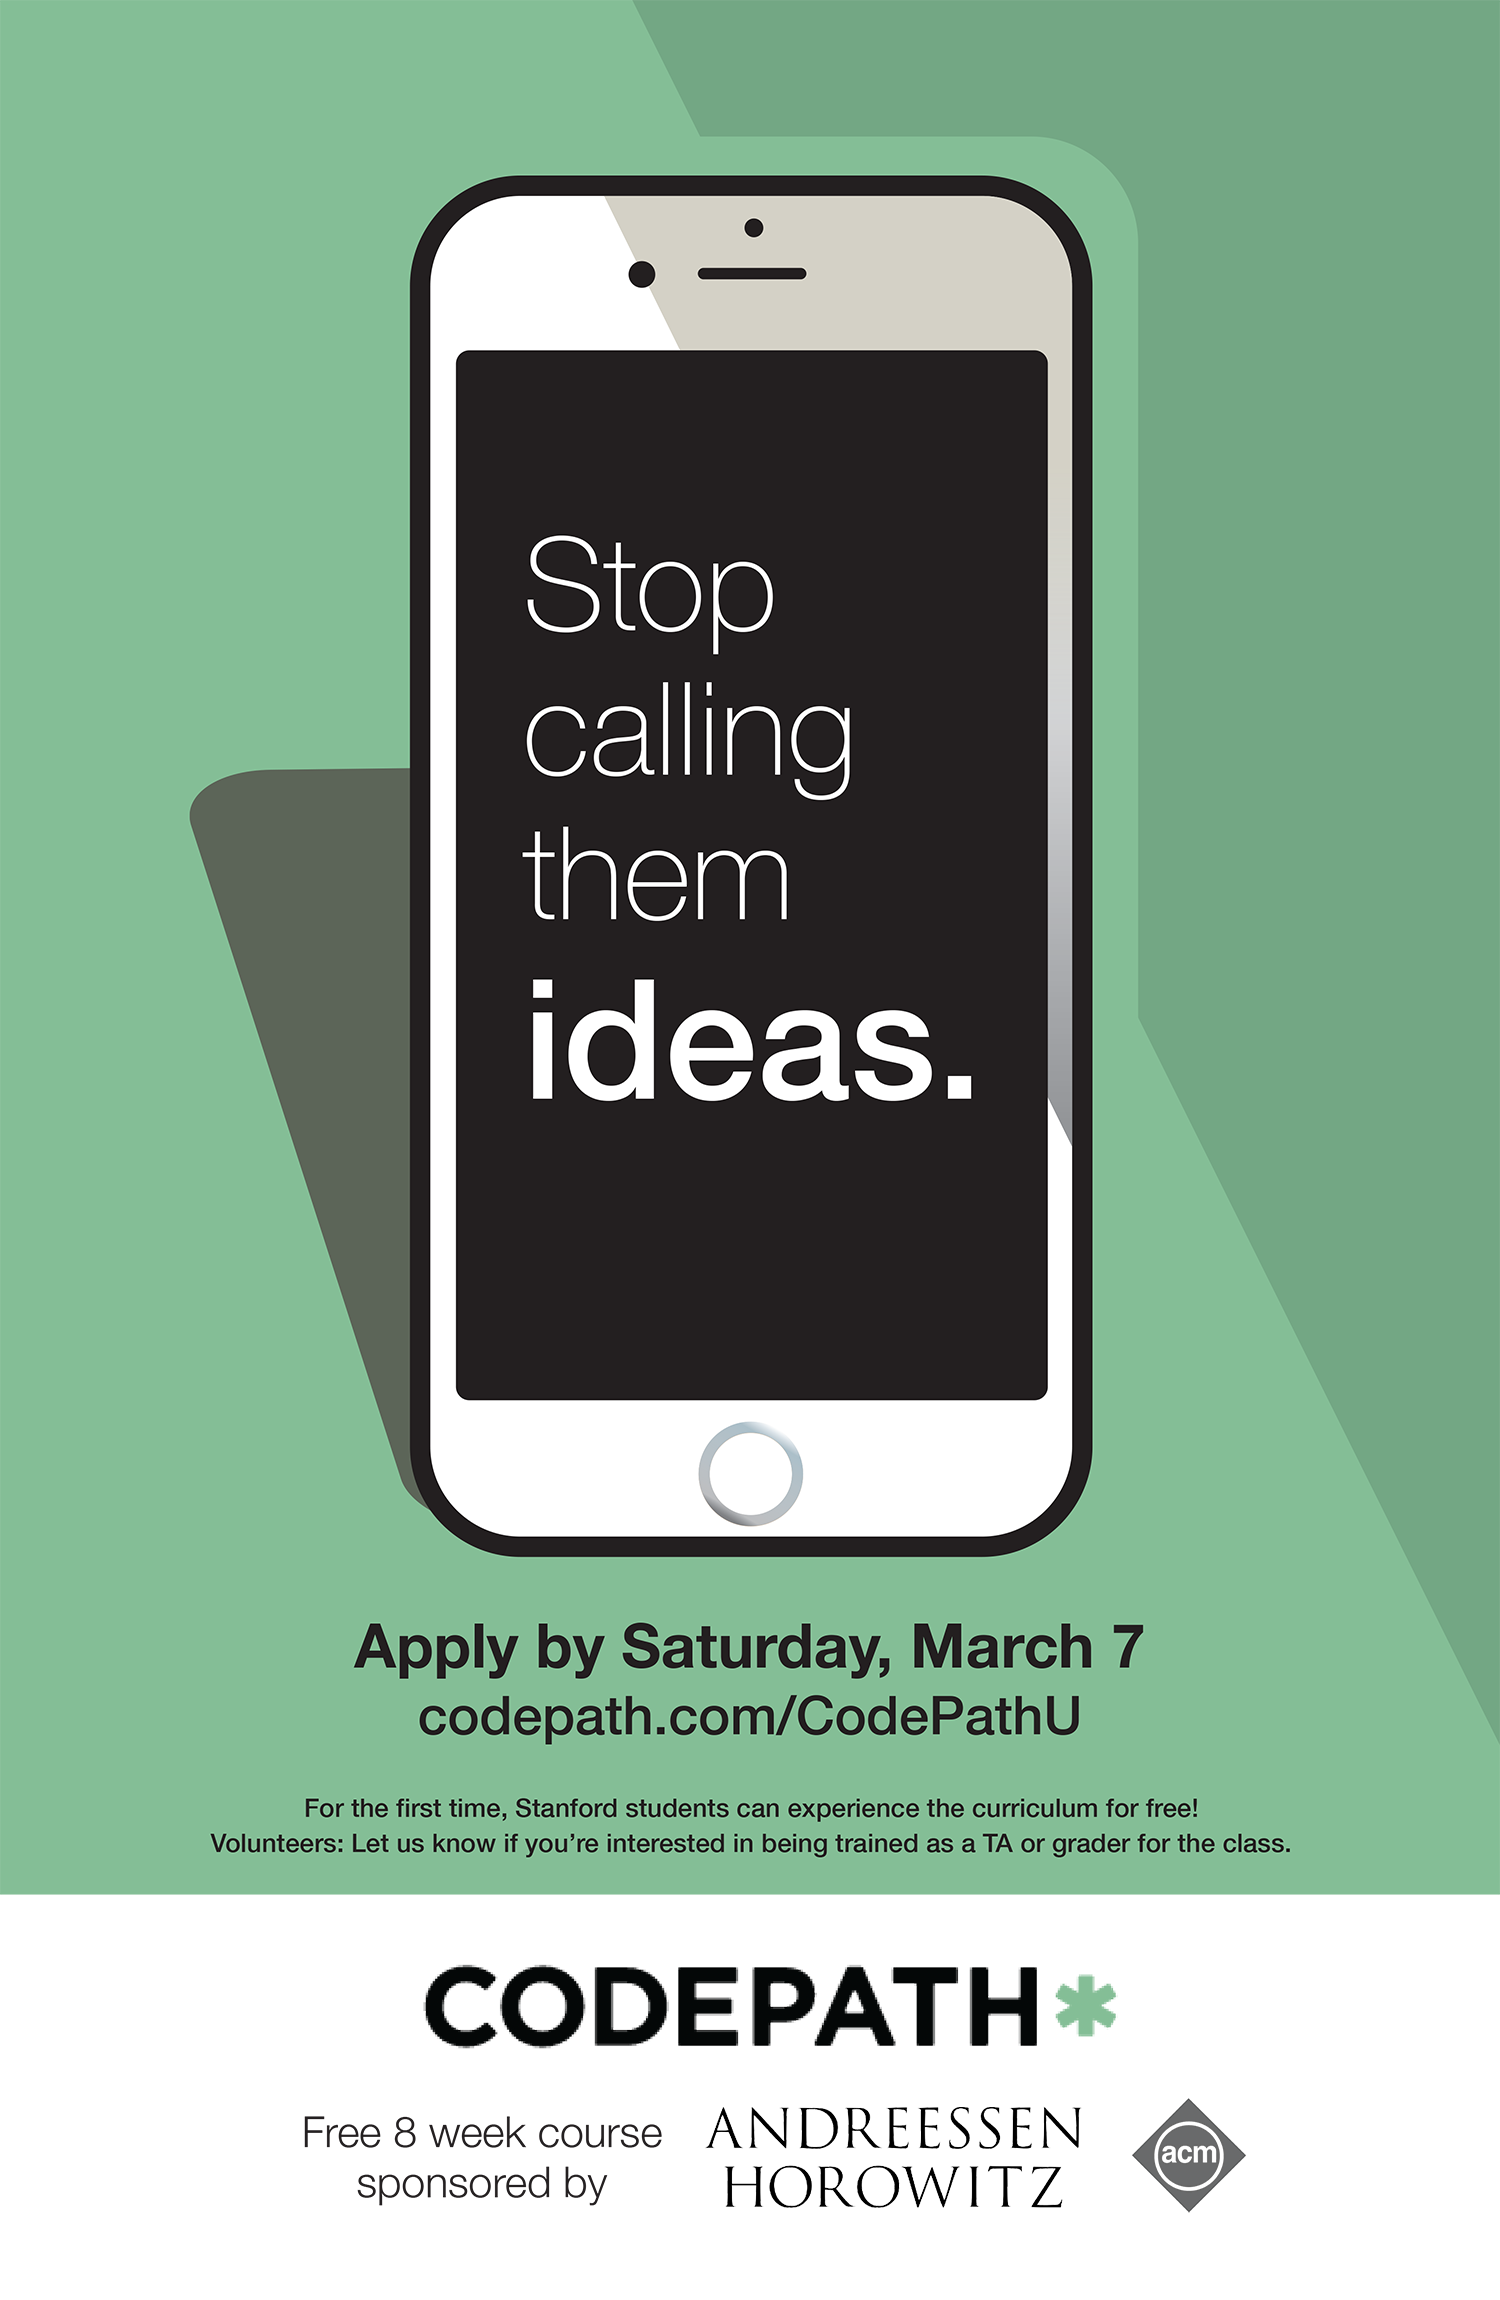 Stop
calling
them
ideas.
Apply by Saturday, March 7
codepath.com/CodePathU
For the first time, Stanford students can experience the curriculum for free!
Volunteers: Let us know if you’re interested in being trained as a TA or grader for the class.
CODEPATH*
Free 8 week course
sponsored by
ANDREESSEN
HOROWITZ
acm